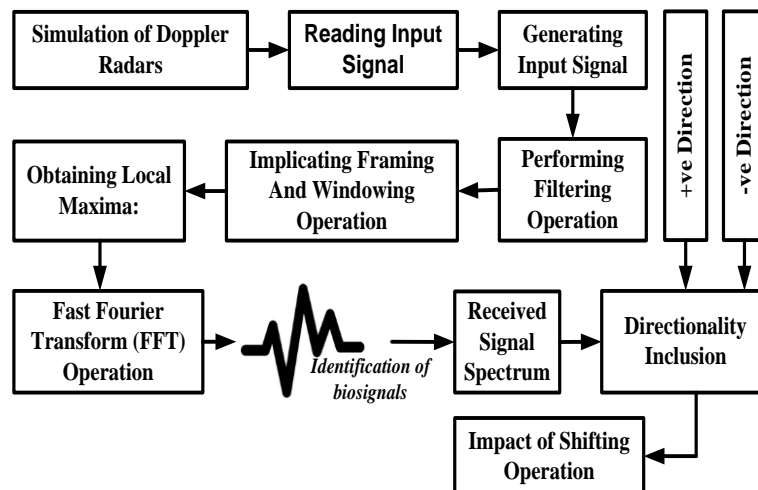 Simulation of Doppler
Radars
Reading Input
Signal
Generating
Input Signal
+ve Direction
-ve Direction
Obtaining Local
Maxima:
Implicating Framing
And Windowing
Operation
Performing
Filtering
Operation
Fast Fourier
Transform (FFT)
Operation
Identification of
biosignals
Received
Signal
Spectrum
Directionality
Inclusion
Impact of Shifting
Operation